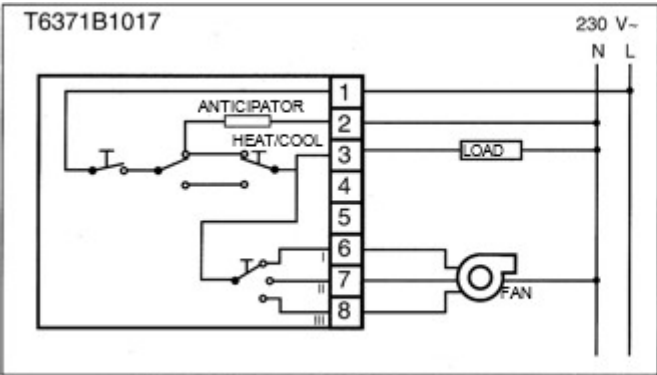 T6371B1017
230 V~
N L
1
ANTICIPATOR
2
HEAT/COOL
T
T
3
LOAD
4
5
T
I
6
II
7
FAN
III
8